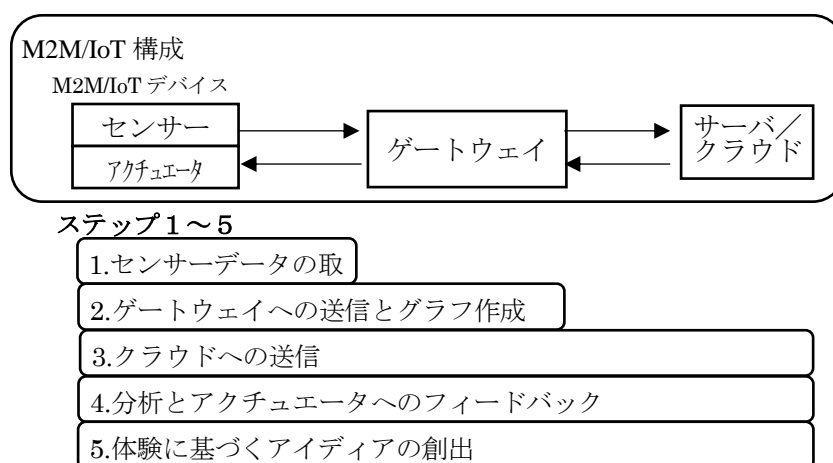 M2M/IoT 構成
M2M/IoT デバイス
センサー
アクチュエータ
ゲートウェイ
サーバ／
クラウド
ステップ１～５
1.センサーデータの取
2.ゲートウェイへの送信とグラフ作成
3.クラウドへの送信
4.分析とアクチュエータへのフィードバック
5.体験に基づくアイディアの創出